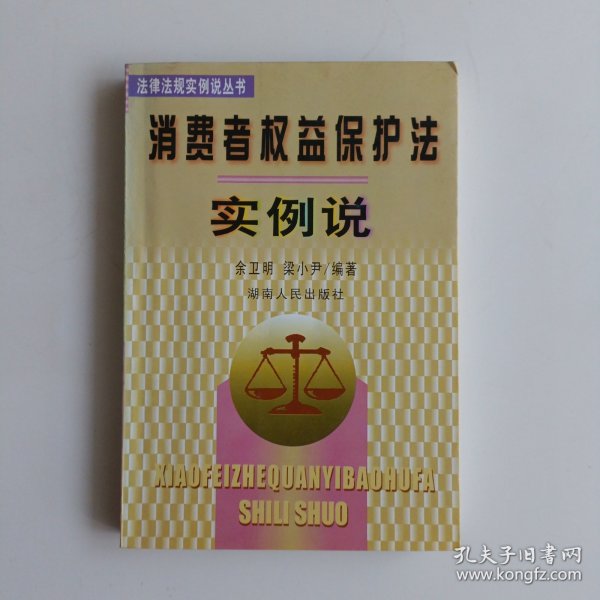 法律法规实例说丛书
消费者权益保护法
实例说
余卫明 梁小尹/编著
湖南人民出版社
XIAOFEIZHEQUANYIBAOHUFA
SHILI SHUO
孔夫子旧书网
www.kongfz.com